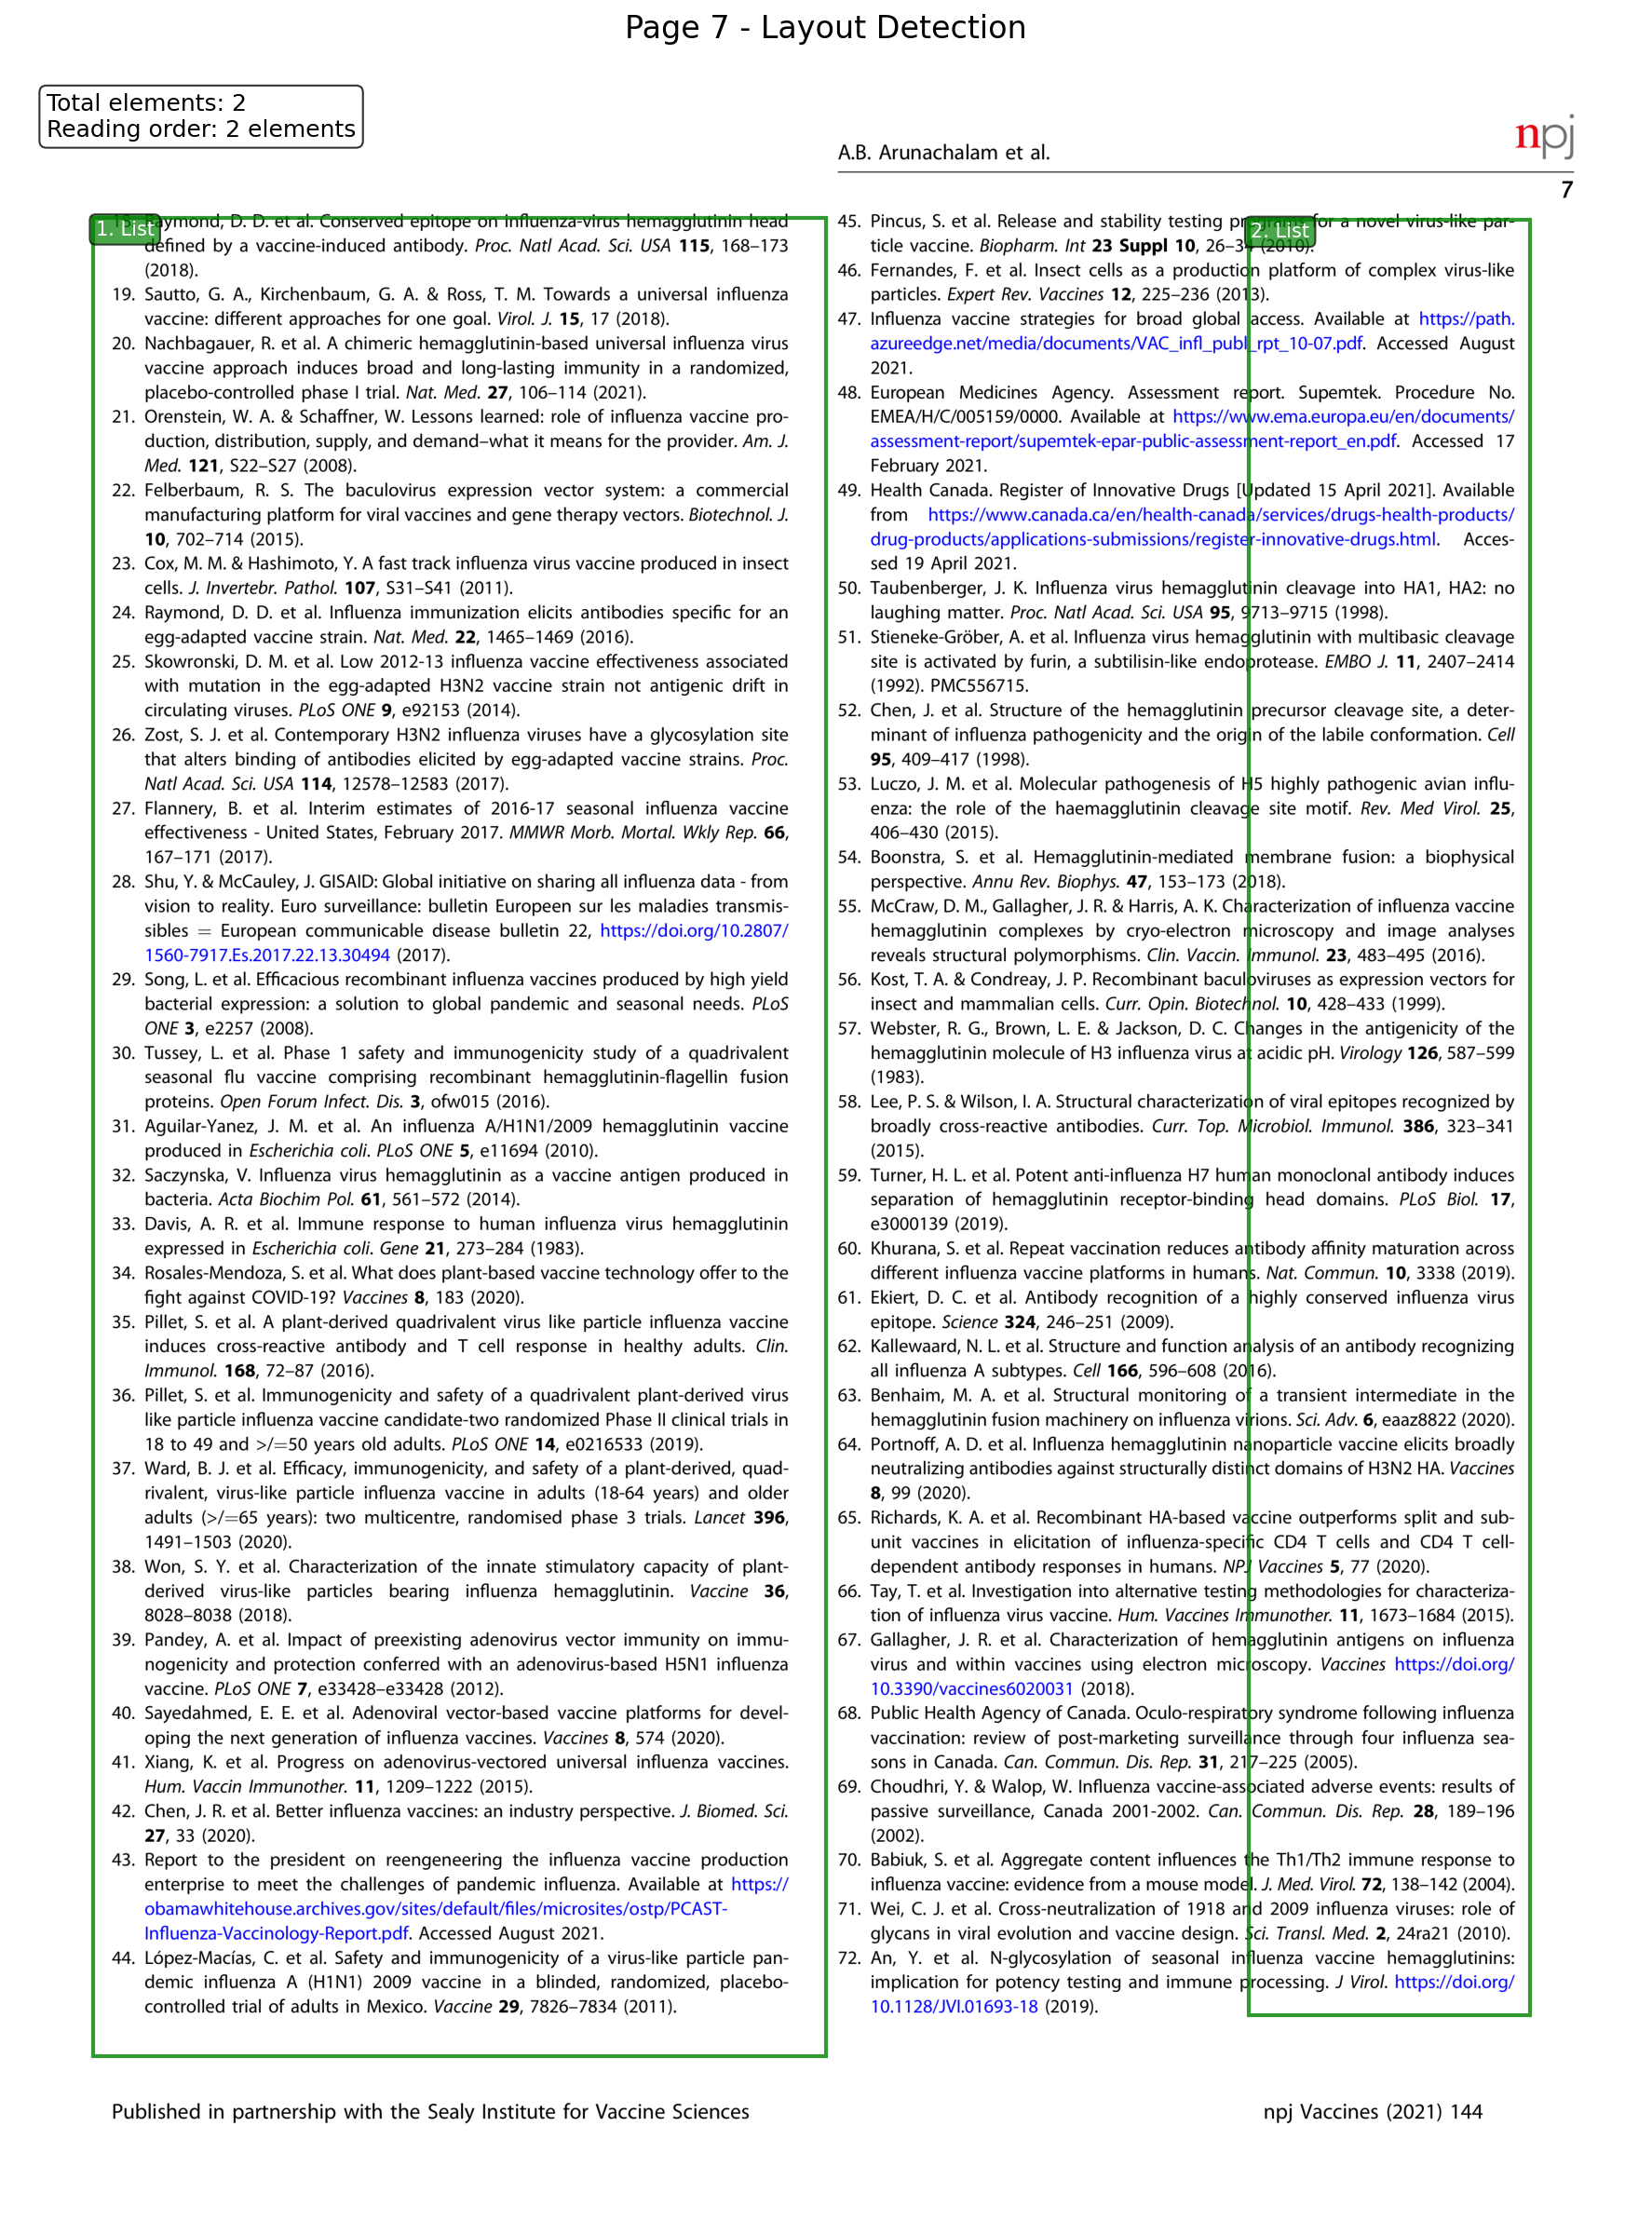 Page 7 - Layout Detection
Total elements: 2
Reading order: 2 elements
A.B. Arunachalam et al.
npj
7
1. List
18. Raymond, D. D. et al. Conserved epitope on influenza-virus hemagglutinin head
defined by a vaccine-induced antibody. Proc. Natl Acad. Sci. USA 115, 168–173
(2018).
19. Sautto, G. A., Kirchenbaum, G. A. & Ross, T. M. Towards a universal influenza
vaccine: different approaches for one goal. Virol. J. 15, 17 (2018).
20. Nachbagauer, R. et al. A chimeric hemagglutinin-based universal influenza virus
vaccine approach induces broad and long-lasting immunity in a randomized,
placebo-controlled phase I trial. Nat. Med. 27, 106–114 (2021).
21. Orenstein, W. A. & Schaffner, W. Lessons learned: role of influenza vaccine pro-
duction, distribution, supply, and demand–what it means for the provider. Am. J.
Med. 121, S22–S27 (2008).
22. Felberbaum, R. S. The baculovirus expression vector system: a commercial
manufacturing platform for viral vaccines and gene therapy vectors. Biotechnol. J.
10, 702–714 (2015).
23. Cox, M. M. & Hashimoto, Y. A fast track influenza virus vaccine produced in insect
cells. J. Invertebr. Pathol. 107, S31–S41 (2011).
24. Raymond, D. D. et al. Influenza immunization elicits antibodies specific for an
egg-adapted vaccine strain. Nat. Med. 22, 1465–1469 (2016).
25. Skowronski, D. M. et al. Low 2012-13 influenza vaccine effectiveness associated
with mutation in the egg-adapted H3N2 vaccine strain not antigenic drift in
circulating viruses. PLoS ONE 9, e92153 (2014).
26. Zost, S. J. et al. Contemporary H3N2 influenza viruses have a glycosylation site
that alters binding of antibodies elicited by egg-adapted vaccine strains. Proc.
Natl Acad. Sci. USA 114, 12578–12583 (2017).
27. Flannery, B. et al. Interim estimates of 2016-17 seasonal influenza vaccine
effectiveness - United States, February 2017. MMWR Morb. Mortal. Wkly Rep. 66,
167–171 (2017).
28. Shu, Y. & McCauley, J. GISAID: Global initiative on sharing all influenza data - from
vision to reality. Euro surveillance: bulletin Europeen sur les maladies transmis-
sibles = European communicable disease bulletin 22, https://doi.org/10.2807/
1560-7917.Es.2017.22.13.30494 (2017).
29. Song, L. et al. Efficacious recombinant influenza vaccines produced by high yield
bacterial expression: a solution to global pandemic and seasonal needs. PLoS
ONE 3, e2257 (2008).
30. Tussey, L. et al. Phase 1 safety and immunogenicity study of a quadrivalent
seasonal flu vaccine comprising recombinant hemagglutinin-flagellin fusion
proteins. Open Forum Infect. Dis. 3, ofw015 (2016).
31. Aguilar-Yanez, J. M. et al. An influenza A/H1N1/2009 hemagglutinin vaccine
produced in Escherichia coli. PLoS ONE 5, e11694 (2010).
32. Saczynska, V. Influenza virus hemagglutinin as a vaccine antigen produced in
bacteria. Acta Biochim Pol. 61, 561–572 (2014).
33. Davis, A. R. et al. Immune response to human influenza virus hemagglutinin
expressed in Escherichia coli. Gene 21, 273–284 (1983).
34. Rosales-Mendoza, S. et al. What does plant-based vaccine technology offer to the
fight against COVID-19? Vaccines 8, 183 (2020).
35. Pillet, S. et al. A plant-derived quadrivalent virus like particle influenza vaccine
induces cross-reactive antibody and T cell response in healthy adults. Clin.
Immunol. 168, 72–87 (2016).
36. Pillet, S. et al. Immunogenicity and safety of a quadrivalent plant-derived virus
like particle influenza vaccine candidate-two randomized Phase II clinical trials in
18 to 49 and >/=50 years old adults. PLoS ONE 14, e0216533 (2019).
37. Ward, B. J. et al. Efficacy, immunogenicity, and safety of a plant-derived, quad-
rivalent, virus-like particle influenza vaccine in adults (18-64 years) and older
adults (>/=65 years): two multicentre, randomised phase 3 trials. Lancet 396,
1491–1503 (2020).
38. Won, S. Y. et al. Characterization of the innate stimulatory capacity of plant-
derived virus-like particles bearing influenza hemagglutinin. Vaccine 36,
8028–8038 (2018).
39. Pandey, A. et al. Impact of preexisting adenovirus vector immunity on immu-
nogenicity and protection conferred with an adenovirus-based H5N1 influenza
vaccine. PLoS ONE 7, e33428–e33428 (2012).
40. Sayedahmed, E. E. et al. Adenoviral vector-based vaccine platforms for devel-
oping the next generation of influenza vaccines. Vaccines 8, 574 (2020).
41. Xiang, K. et al. Progress on adenovirus-vectored universal influenza vaccines.
Hum. Vaccin Immunother. 11, 1209–1222 (2015).
42. Chen, J. R. et al. Better influenza vaccines: an industry perspective. J. Biomed. Sci.
27, 33 (2020).
43. Report to the president on reengeneering the influenza vaccine production
enterprise to meet the challenges of pandemic influenza. Available at https://
obamawhitehouse.archives.gov/sites/default/files/microsites/ostp/PCAST-
Influenza-Vaccinology-Report.pdf. Accessed August 2021.
44. López-Macías, C. et al. Safety and immunogenicity of a virus-like particle pan-
demic influenza A (H1N1) 2009 vaccine in a blinded, randomized, placebo-
controlled trial of adults in Mexico. Vaccine 29, 7826–7834 (2011).
2. List
45. Pincus, S. et al. Release and stability testing programs for a novel virus-like par-
ticle vaccine. Biopharm. Int 23 Suppl 10, 26–34 (2010).
46. Fernandes, F. et al. Insect cells as a production platform of complex virus-like
particles. Expert Rev. Vaccines 12, 225–236 (2013).
47. Influenza vaccine strategies for broad global access. Available at https://path.
azureedge.net/media/documents/VAC_infl_publ_rpt_10-07.pdf. Accessed August
2021.
48. European Medicines Agency. Assessment report. Supemtek. Procedure No.
EMEA/H/C/005159/0000. Available at https://www.ema.europa.eu/en/documents/
assessment-report/supemtek-epar-public-assessment-report_en.pdf. Accessed 17
February 2021.
49. Health Canada. Register of Innovative Drugs [Updated 15 April 2021]. Available
from https://www.canada.ca/en/health-canada/services/drugs-health-products/
drug-products/applications-submissions/register-innovative-drugs.html. Acces-
sed 19 April 2021.
50. Taubenberger, J. K. Influenza virus hemagglutinin cleavage into HA1, HA2: no
laughing matter. Proc. Natl Acad. Sci. USA 95, 9713–9715 (1998).
51. Stieneke-Gröber, A. et al. Influenza virus hemagglutinin with multibasic cleavage
site is activated by furin, a subtilisin-like endoprotease. EMBO J. 11, 2407–2414
(1992). PMC556715.
52. Chen, J. et al. Structure of the hemagglutinin precursor cleavage site, a deter-
minant of influenza pathogenicity and the origin of the labile conformation. Cell
95, 409–417 (1998).
53. Luczo, J. M. et al. Molecular pathogenesis of H5 highly pathogenic avian influ-
enza: the role of the haemagglutinin cleavage site motif. Rev. Med Virol. 25,
406–430 (2015).
54. Boonstra, S. et al. Hemagglutinin-mediated membrane fusion: a biophysical
perspective. Annu Rev. Biophys. 47, 153–173 (2018).
55. McCraw, D. M., Gallagher, J. R. & Harris, A. K. Characterization of influenza vaccine
hemagglutinin complexes by cryo-electron microscopy and image analyses
reveals structural polymorphisms. Clin. Vaccin. Immunol. 23, 483–495 (2016).
56. Kost, T. A. & Condreay, J. P. Recombinant baculoviruses as expression vectors for
insect and mammalian cells. Curr. Opin. Biotechnol. 10, 428–433 (1999).
57. Webster, R. G., Brown, L. E. & Jackson, D. C. Changes in the antigenicity of the
hemagglutinin molecule of H3 influenza virus at acidic pH. Virology 126, 587–599
(1983).
58. Lee, P. S. & Wilson, I. A. Structural characterization of viral epitopes recognized by
broadly cross-reactive antibodies. Curr. Top. Microbiol. Immunol. 386, 323–341
(2015).
59. Turner, H. L. et al. Potent anti-influenza H7 human monoclonal antibody induces
separation of hemagglutinin receptor-binding head domains. PLoS Biol. 17,
e3000139 (2019).
60. Khurana, S. et al. Repeat vaccination reduces antibody affinity maturation across
different influenza vaccine platforms in humans. Nat. Commun. 10, 3338 (2019).
61. Ekiert, D. C. et al. Antibody recognition of a highly conserved influenza virus
epitope. Science 324, 246–251 (2009).
62. Kallewaard, N. L. et al. Structure and function analysis of an antibody recognizing
all influenza A subtypes. Cell 166, 596–608 (2016).
63. Benhaim, M. A. et al. Structural monitoring of a transient intermediate in the
hemagglutinin fusion machinery on influenza virions. Sci. Adv. 6, eaaz8822 (2020).
64. Portnoff, A. D. et al. Influenza hemagglutinin nanoparticle vaccine elicits broadly
neutralizing antibodies against structurally distinct domains of H3N2 HA. Vaccines
8, 99 (2020).
65. Richards, K. A. et al. Recombinant HA-based vaccine outperforms split and sub-
unit vaccines in elicitation of influenza-specific CD4 T cells and CD4 T cell-
dependent antibody responses in humans. NPJ Vaccines 5, 77 (2020).
66. Tay, T. et al. Investigation into alternative testing methodologies for characteriza-
tion of influenza virus vaccine. Hum. Vaccines Immunother. 11, 1673–1684 (2015).
67. Gallagher, J. R. et al. Characterization of hemagglutinin antigens on influenza
virus and within vaccines using electron microscopy. Vaccines https://doi.org/
10.3390/vaccines6020031 (2018).
68. Public Health Agency of Canada. Oculo-respiratory syndrome following influenza
vaccination: review of post-marketing surveillance through four influenza sea-
sons in Canada. Can. Commun. Dis. Rep. 31, 217–225 (2005).
69. Choudhri, Y. & Walop, W. Influenza vaccine-associated adverse events: results of
passive surveillance, Canada 2001-2002. Can. Commun. Dis. Rep. 28, 189–196
(2002).
70. Babiuk, S. et al. Aggregate content influences the Th1/Th2 immune response to
influenza vaccine: evidence from a mouse model. J. Med. Virol. 72, 138–142 (2004).
71. Wei, C. J. et al. Cross-neutralization of 1918 and 2009 influenza viruses: role of
glycans in viral evolution and vaccine design. Sci. Transl. Med. 2, 24ra21 (2010).
72. An, Y. et al. N-glycosylation of seasonal influenza vaccine hemagglutinins:
implication for potency testing and immune processing. J Virol. https://doi.org/
10.1128/JVI.01693-18 (2019).
Published in partnership with the Sealy Institute for Vaccine Sciences
npj Vaccines (2021) 144